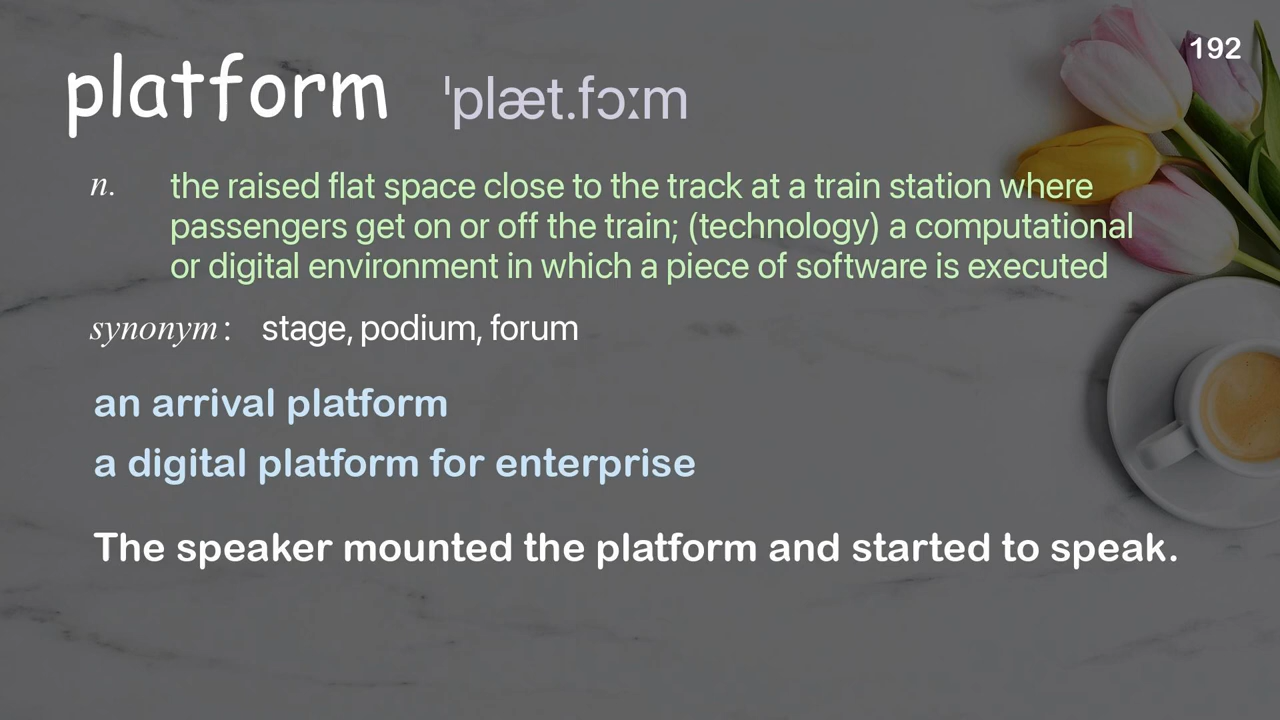 192
platform ˈplæt.fɔːm
n. the raised flat space close to the track at a train station where
passengers get on or off the train; (technology) a computational
or digital environment in which a piece of software is executed
synonym: stage, podium, forum
an arrival platform
a digital platform for enterprise
The speaker mounted the platform and started to speak.